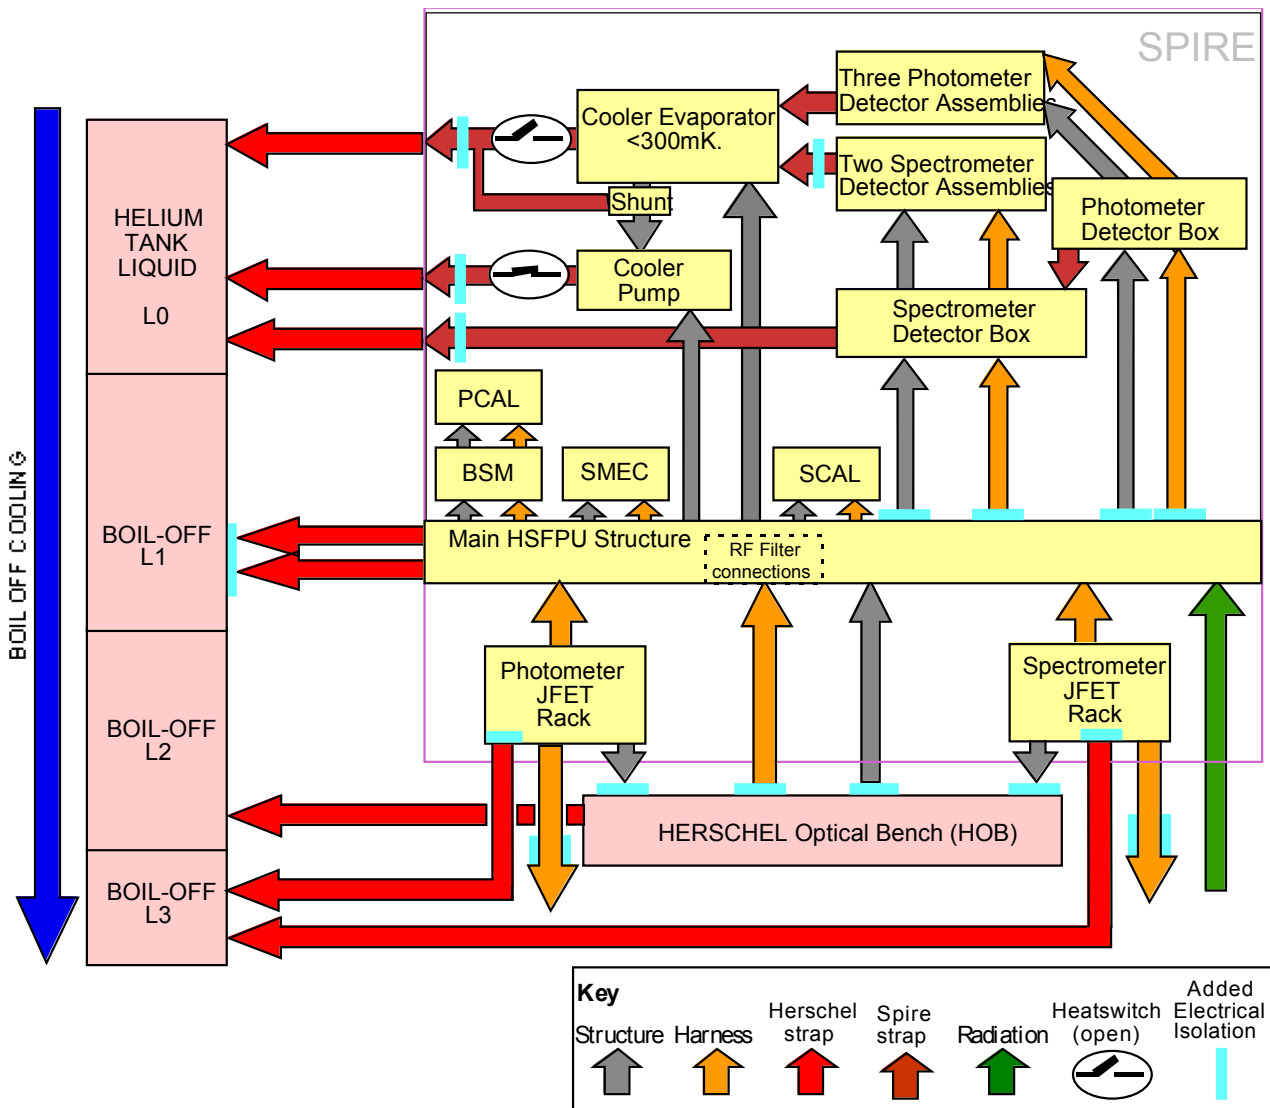 SPIRE
Three Photometer
Detector Assemblies
Cooler Evaporator
<300mK.
Two Spectrometer
Detector Assemblies
Shunt
Photometer
Detector Box
HELIUM
TANK
LIQUID
L0
Cooler
Pump
Spectrometer
Detector Box
PCAL
BSM
SMEC
SCAL
BOIL OFF COOLING
BOIL-OFF
L1
Main HSFPU Structure
RF Filter
connections
Photometer
JFET
Rack
Spectrometer
JFET
Rack
BOIL-OFF
L2
HERSCHEL Optical Bench (HOB)
BOIL-OFF
L3
Key
Structure
Harness
Herschel
strap
Spire
strap
Radiation
Heatswitch
(open)
Added
Electrical
Isolation